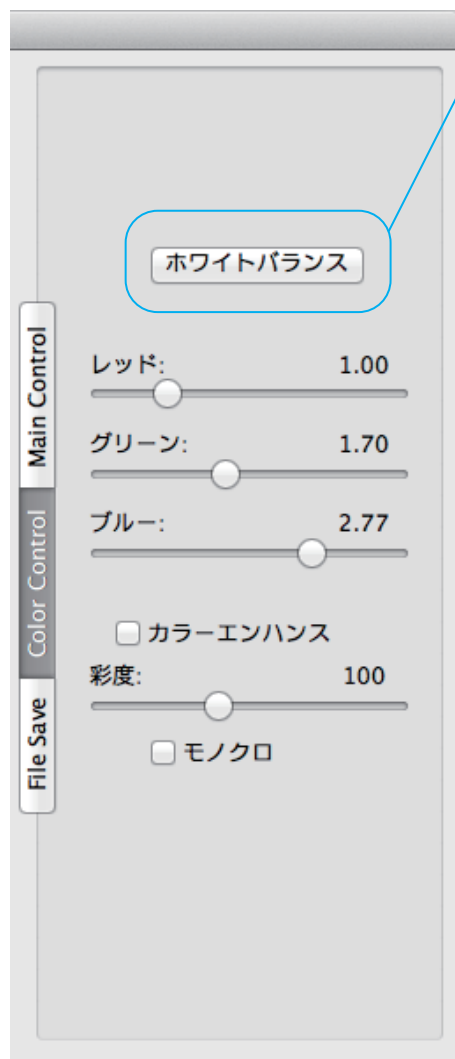 ホワイトバランス
Main Control
Color Control
File Save
レッド: 1.00
グリーン: 1.70
ブルー: 2.77
カラーエンハンス
彩度: 100
モノクロ